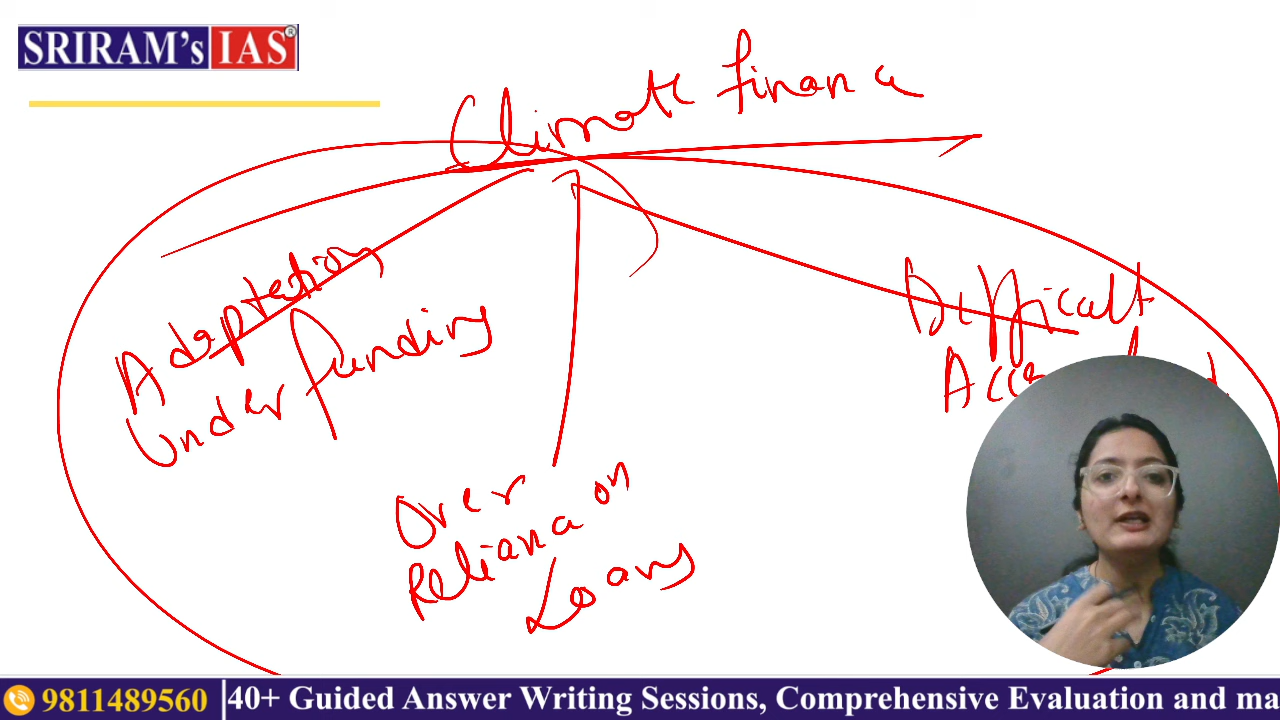 SRIRAM's IAS®
Climate finance
Adaptation
Under funding
Over
Reliance on
Loans
Difficult
9811489560 40+ Guided Answer Writing Sessions, Comprehensive Evaluation and ma